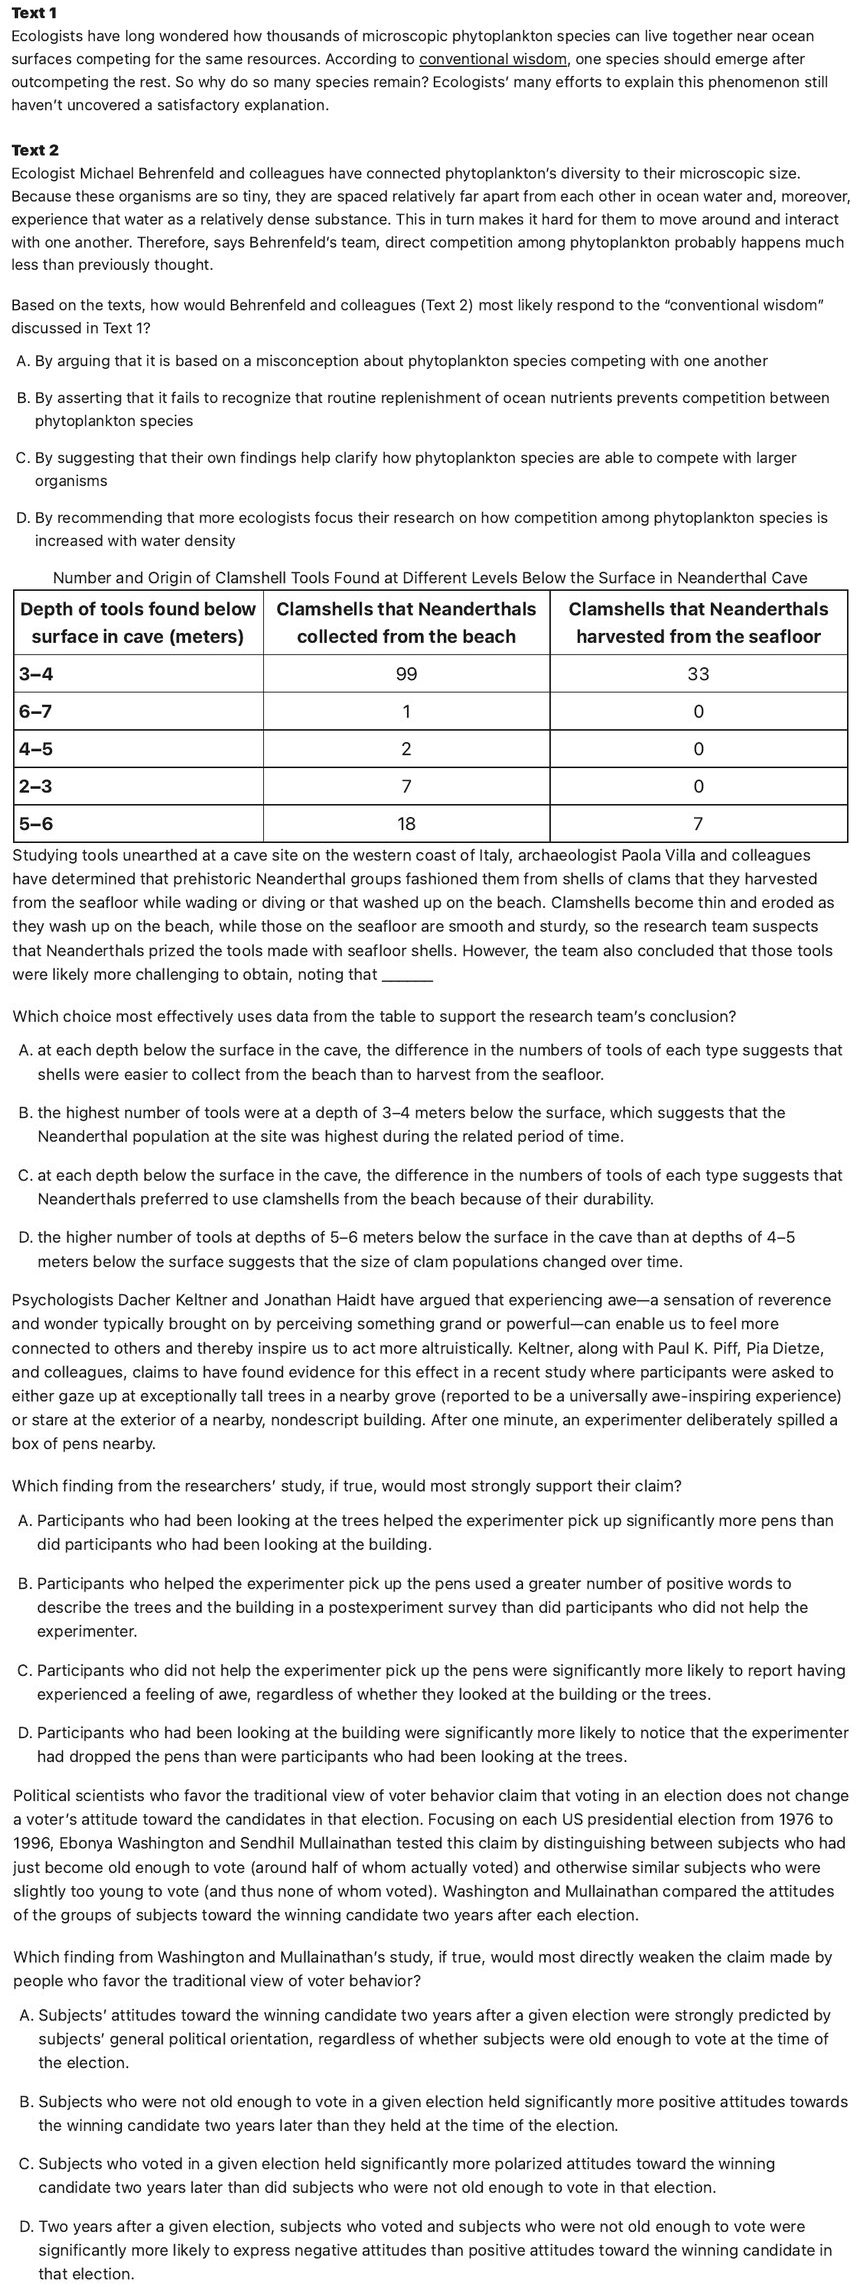 Text 1
Ecologists have long wondered how thousands of microscopic phytoplankton species can live together near ocean
surfaces competing for the same resources. According to conventional wisdom, one species should emerge after
outcompeting the rest. So why do so many species remain? Ecologists’ many efforts to explain this phenomenon still
haven’t uncovered a satisfactory explanation.
Text 2
Ecologist Michael Behrenfeld and colleagues have connected phytoplankton’s diversity to their microscopic size.
Because these organisms are so tiny, they are spaced relatively far apart from each other in ocean water and, moreover,
experience that water as a relatively dense substance. This in turn makes it hard for them to move around and interact
with one another. Therefore, says Behrenfeld’s team, direct competition among phytoplankton probably happens much
less than previously thought.
Based on the texts, how would Behrenfeld and colleagues (Text 2) most likely respond to the “conventional wisdom”
discussed in Text 1?
A. By arguing that it is based on a misconception about phytoplankton species competing with one another
B. By asserting that it fails to recognize that routine replenishment of ocean nutrients prevents competition between
phytoplankton species
C. By suggesting that their own findings help clarify how phytoplankton species are able to compete with larger
organisms
D. By recommending that more ecologists focus their research on how competition among phytoplankton species is
increased with water density
Number and Origin of Clamshell Tools Found at Different Levels Below the Surface in Neanderthal Cave
Depth of tools found below surface in cave (meters) Clamshells that Neanderthals collected from the beach Clamshells that Neanderthals harvested from the seafloor
3–4 99 33
6–7 1 0
4–5 2 0
2–3 7 0
5–6 18 7
Studying tools unearthed at a cave site on the western coast of Italy, archaeologist Paola Villa and colleagues
have determined that prehistoric Neanderthal groups fashioned them from shells of clams that they harvested
from the seafloor while wading or diving or that washed up on the beach. Clamshells become thin and eroded as
they wash up on the beach, while those on the seafloor are smooth and sturdy, so the research team suspects
that Neanderthals prized the tools made with seafloor shells. However, the team also concluded that those tools
were likely more challenging to obtain, noting that ______
Which choice most effectively uses data from the table to support the research team’s conclusion?
A. at each depth below the surface in the cave, the difference in the numbers of tools of each type suggests that
shells were easier to collect from the beach than to harvest from the seafloor.
B. the highest number of tools were at a depth of 3–4 meters below the surface, which suggests that the
Neanderthal population at the site was highest during the related period of time.
C. at each depth below the surface in the cave, the difference in the numbers of tools of each type suggests that
Neanderthals preferred to use clamshells from the beach because of their durability.
D. the higher number of tools at depths of 5–6 meters below the surface in the cave than at depths of 4–5
meters below the surface suggests that the size of clam populations changed over time.
Psychologists Dacher Keltner and Jonathan Haidt have argued that experiencing awe—a sensation of reverence
and wonder typically brought on by perceiving something grand or powerful—can enable us to feel more
connected to others and thereby inspire us to act more altruistically. Keltner, along with Paul K. Piff, Pia Dietze,
and colleagues, claims to have found evidence for this effect in a recent study where participants were asked to
either gaze up at exceptionally tall trees in a nearby grove (reported to be a universally awe-inspiring experience)
or stare at the exterior of a nearby, nondescript building. After one minute, an experimenter deliberately spilled a
box of pens nearby.
Which finding from the researchers’ study, if true, would most strongly support their claim?
A. Participants who had been looking at the trees helped the experimenter pick up significantly more pens than
did participants who had been looking at the building.
B. Participants who helped the experimenter pick up the pens used a greater number of positive words to
describe the trees and the building in a postexperiment survey than did participants who did not help the
experimenter.
C. Participants who did not help the experimenter pick up the pens were significantly more likely to report having
experienced a feeling of awe, regardless of whether they looked at the building or the trees.
D. Participants who had been looking at the building were significantly more likely to notice that the experimenter
had dropped the pens than were participants who had been looking at the trees.
Political scientists who favor the traditional view of voter behavior claim that voting in an election does not change
a voter’s attitude toward the candidates in that election. Focusing on each US presidential election from 1976 to
1996, Ebonya Washington and Sendhil Mullainathan tested this claim by distinguishing between subjects who had
just become old enough to vote (around half of whom actually voted) and otherwise similar subjects who were
slightly too young to vote (and thus none of whom voted). Washington and Mullainathan compared the attitudes
of the groups of subjects toward the winning candidate two years after each election.
Which finding from Washington and Mullainathan’s study, if true, would most directly weaken the claim made by
people who favor the traditional view of voter behavior?
A. Subjects’ attitudes toward the winning candidate two years after a given election were strongly predicted by
subjects’ general political orientation, regardless of whether subjects were old enough to vote at the time of
the election.
B. Subjects who were not old enough to vote in a given election held significantly more positive attitudes towards
the winning candidate two years later than they held at the time of the election.
C. Subjects who voted in a given election held significantly more polarized attitudes toward the winning
candidate two years later than did subjects who were not old enough to vote in that election.
D. Two years after a given election, subjects who voted and subjects who were not old enough to vote were
significantly more likely to express negative attitudes than positive attitudes toward the winning candidate in
that election.